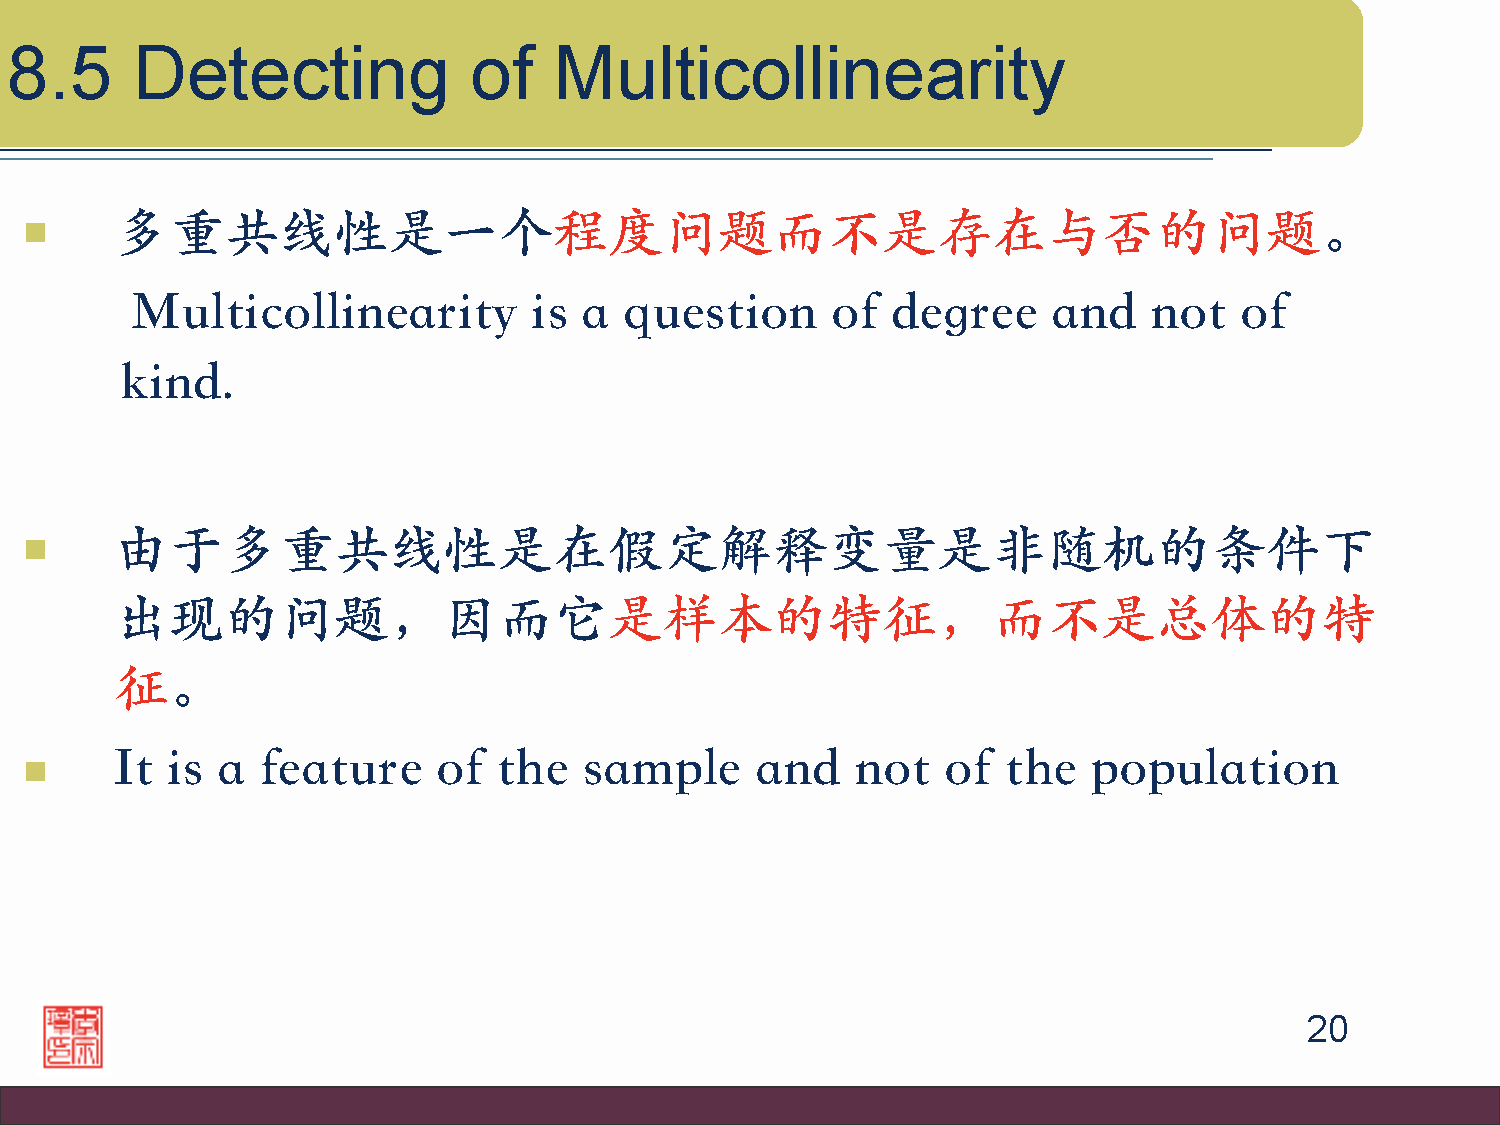 8.5 Detecting of Multicollinearity
多重共线性是一个程度问题而不是存在与否的问题。
Multicollinearity is a question of degree and not of
kind.
由于多重共线性是在假定解释变量是非随机的条件下
出现的问题，因而它是样本的特征，而不是总体的特
征。
It is a feature of the sample and not of the population
20